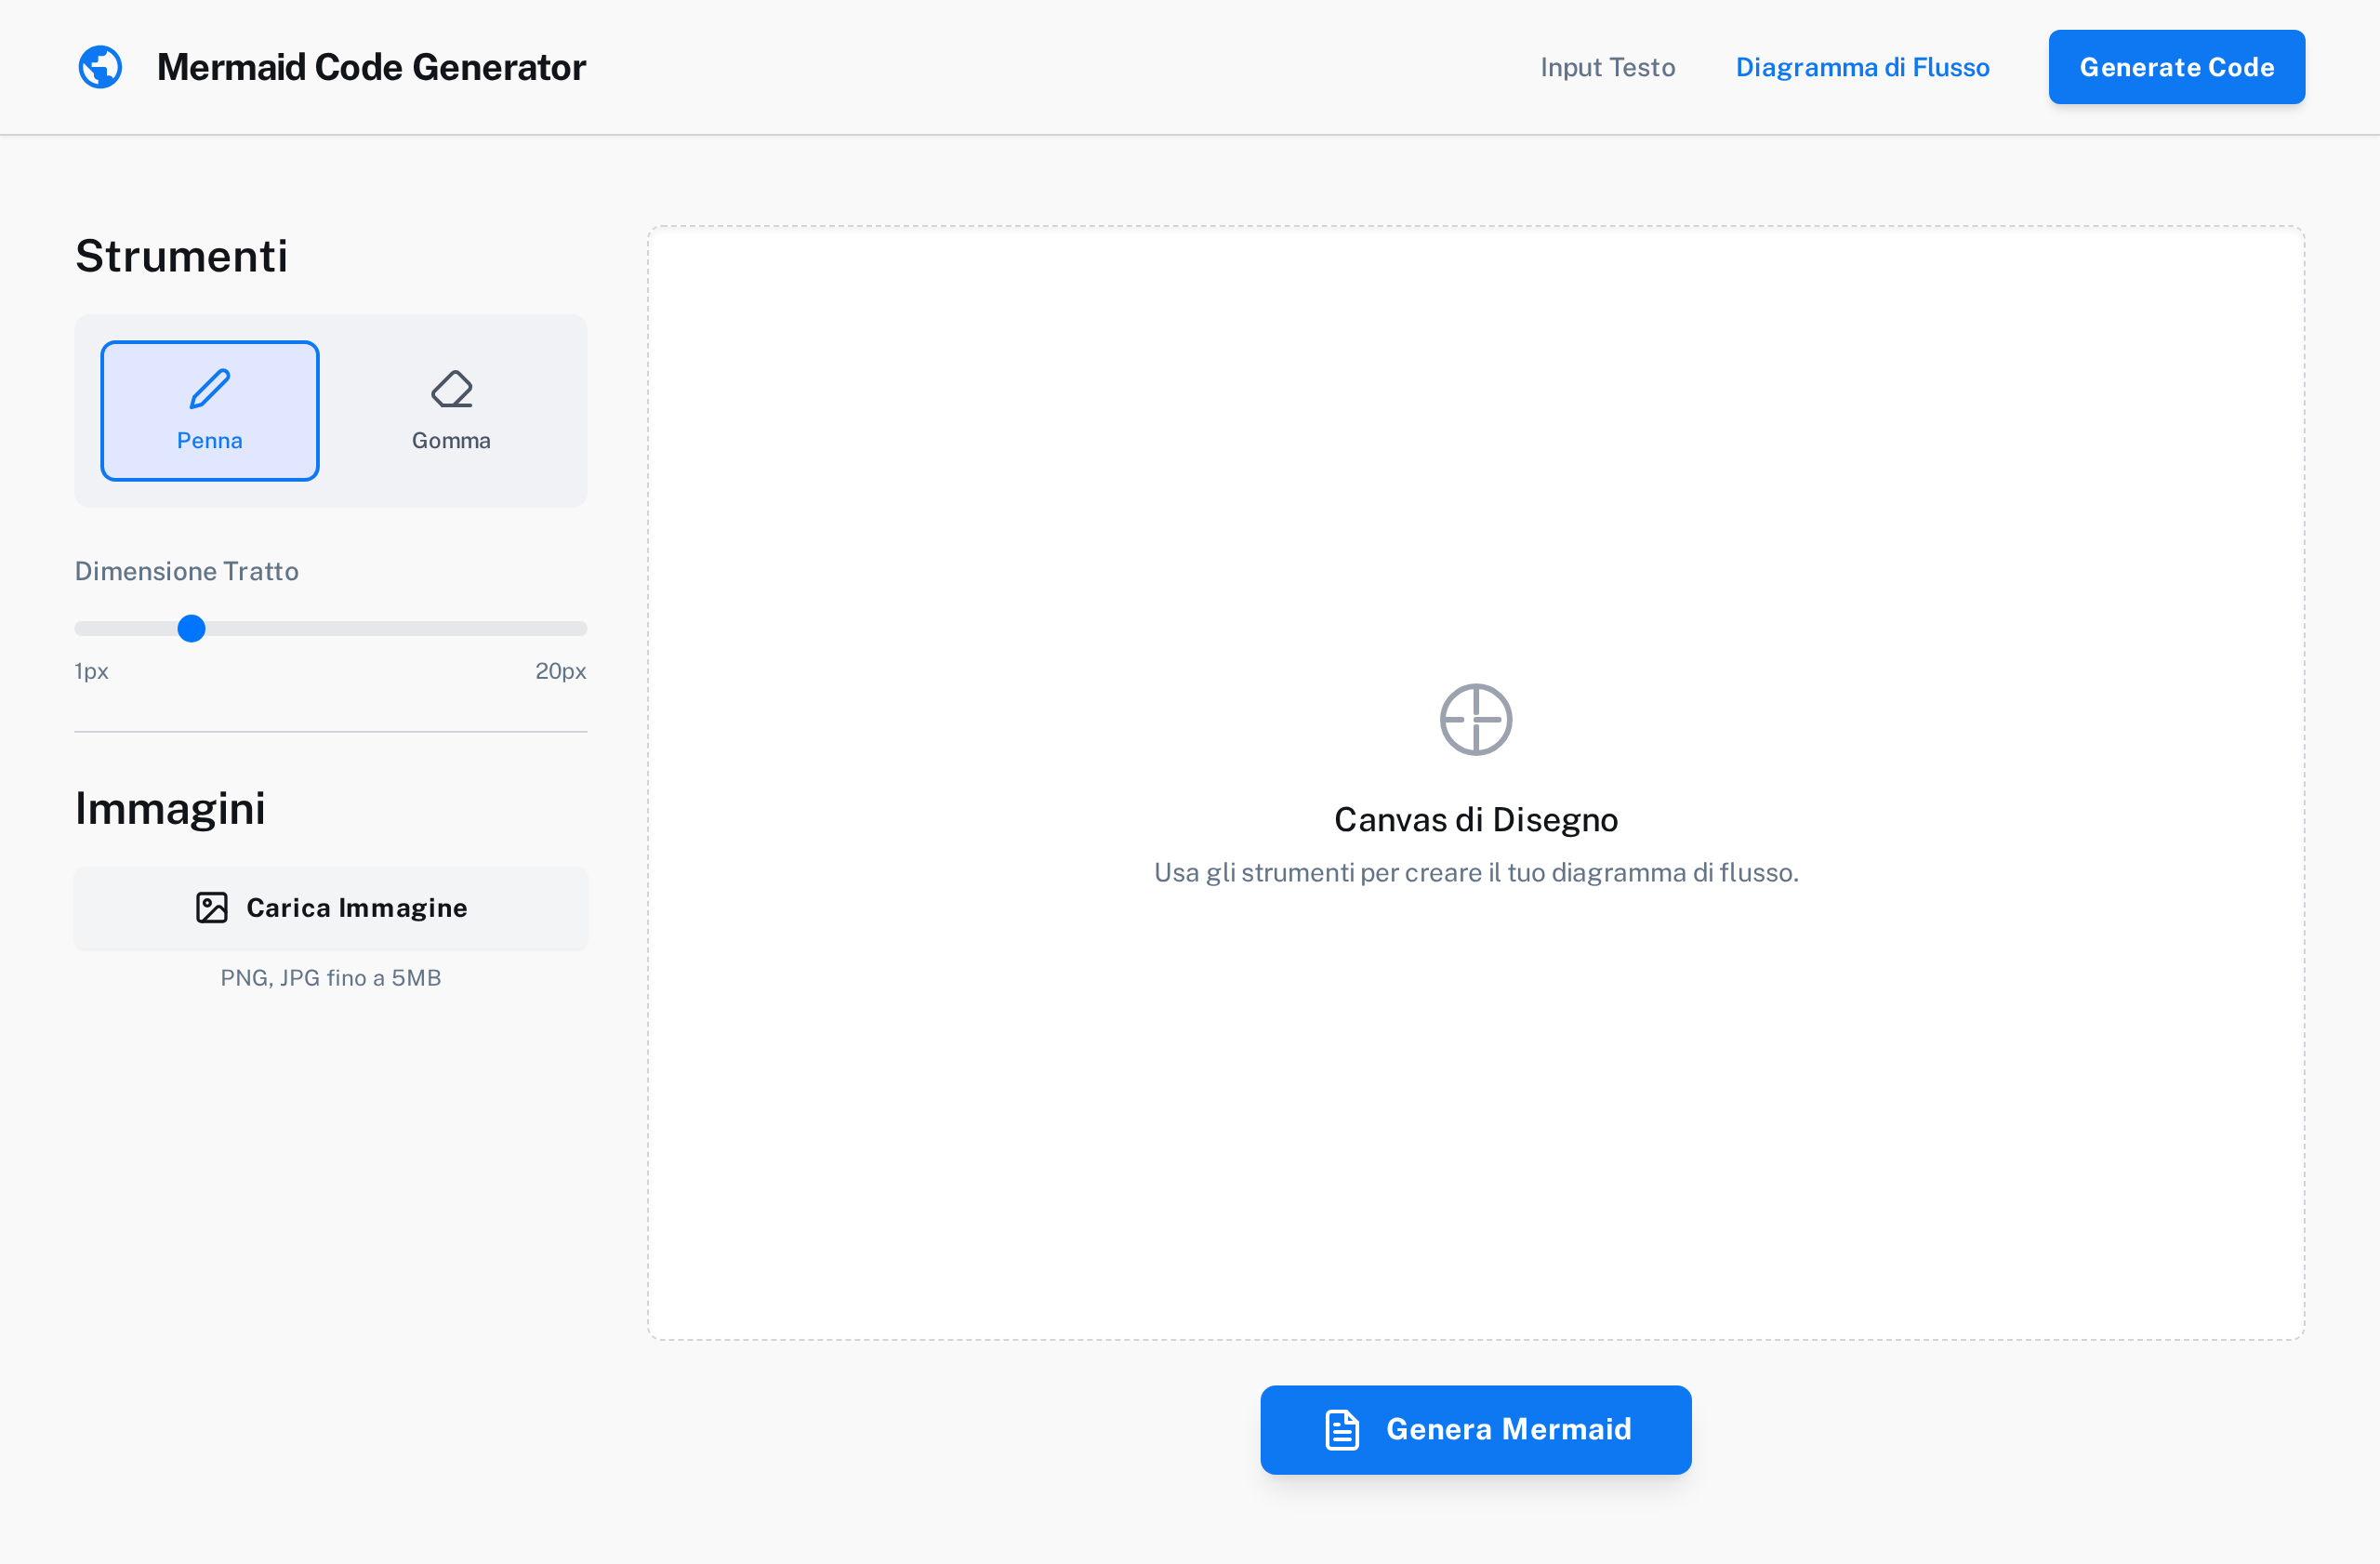 Mermaid Code Generator
Input Testo
Diagramma di Flusso
Generate Code
Strumenti
Penna
Gomma
Dimensione Tratto
1px
20px
Immagini
Carica Immagine
PNG, JPG fino a 5MB
Canvas di Disegno
Usa gli strumenti per creare il tuo diagramma di flusso.
Genera Mermaid